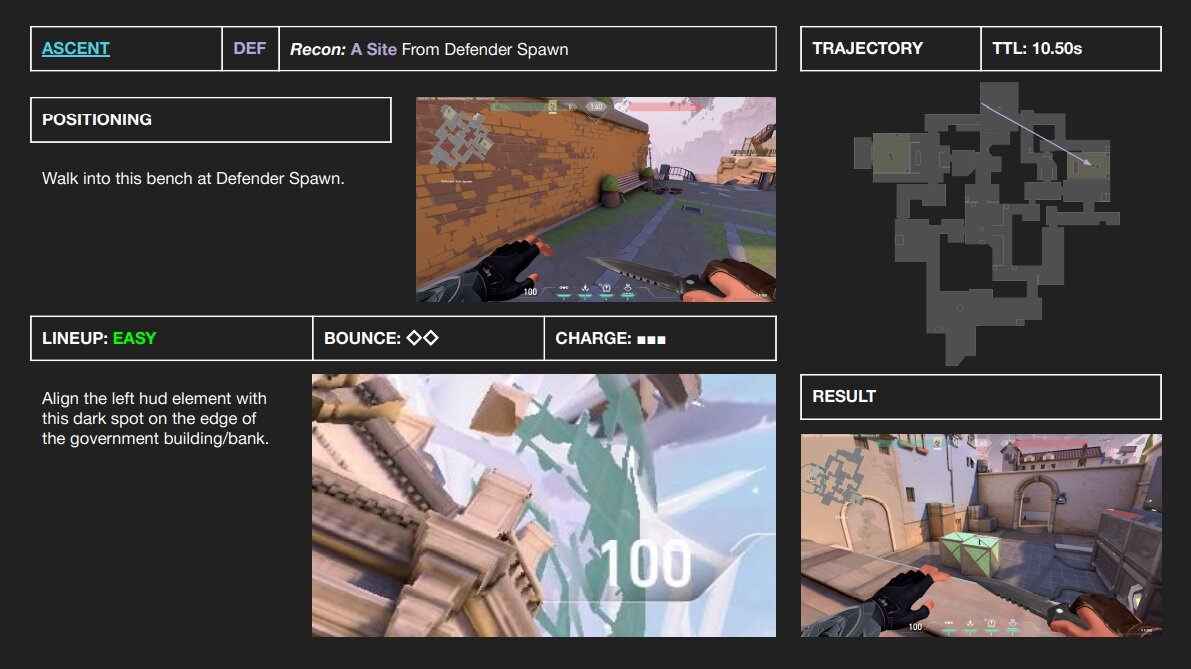 ASCENT
DEF
Recon: A Site From Defender Spawn
TRAJECTORY
TTL: 10.50s
POSITIONING
Walk into this bench at Defender Spawn.
1:40
100
LINEUP: EASY
BOUNCE: ◇◇
CHARGE: ■■■
Align the left hud element with
this dark spot on the edge of
the government building/bank.
100
RESULT
100